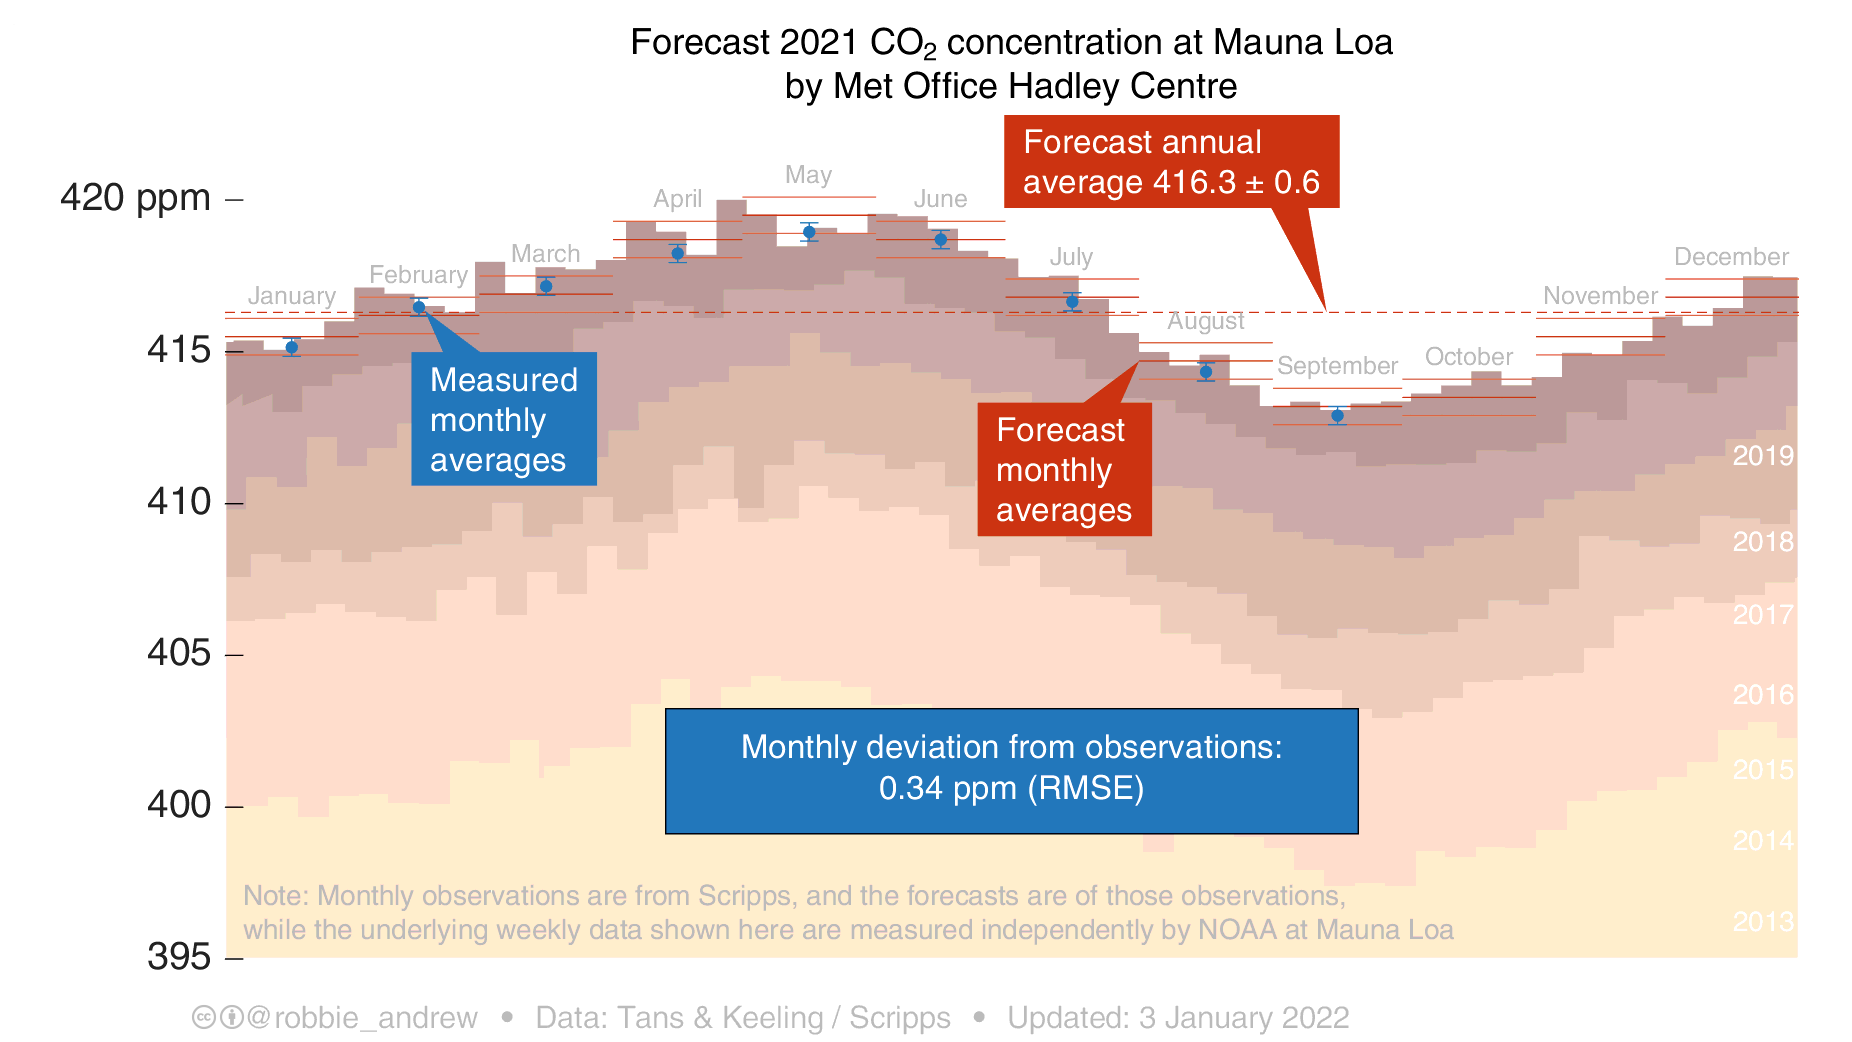 Forecast 2021 CO₂ concentration at Mauna Loa
by Met Office Hadley Centre
Forecast annual
average 416.3 ± 0.6
420 ppm
415
410
405
400
395
January
February
March
April
May
June
July
August
September
October
November
December
Measured
monthly
averages
Forecast
monthly
averages
2019
2018
2017
2016
2015
2014
2013
Monthly deviation from observations:
0.34 ppm (RMSE)
Note: Monthly observations are from Scripps, and the forecasts are of those observations,
while the underlying weekly data shown here are measured independently by NOAA at Mauna Loa
cc @robbie_andrew • Data: Tans & Keeling / Scripps • Updated: 3 January 2022